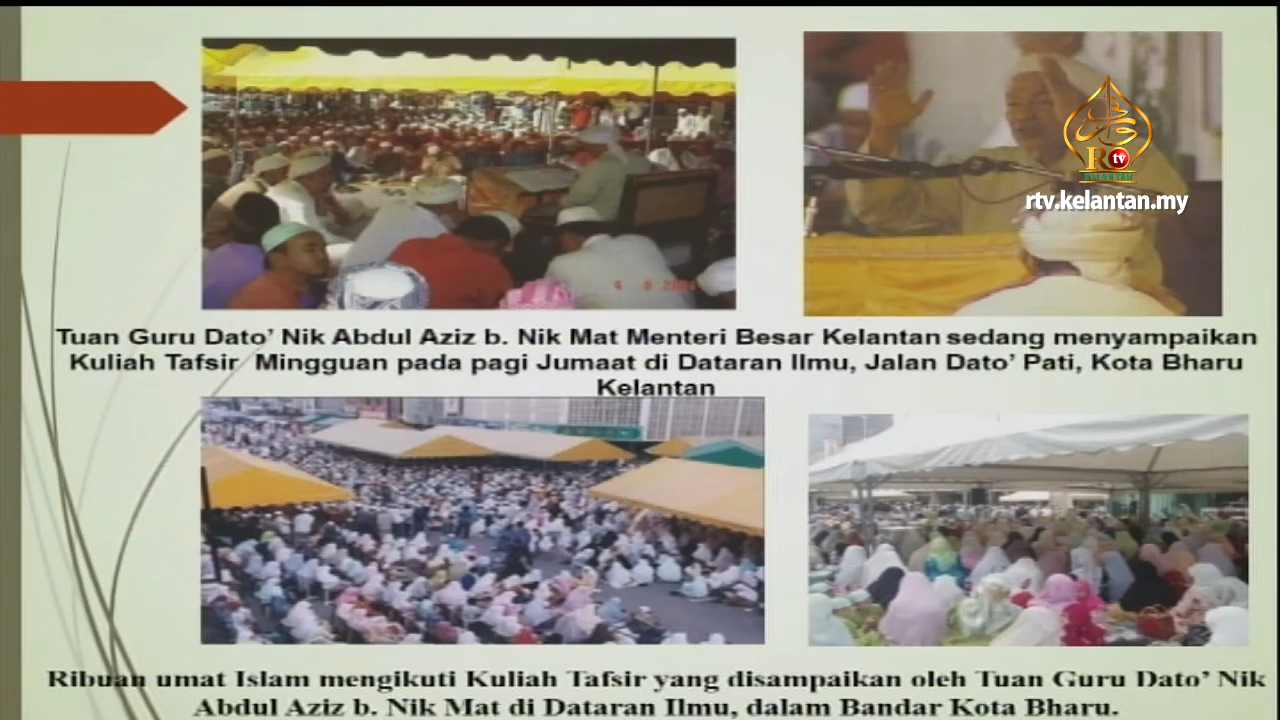 R tv
rtv.kelantan.my
Tuan Guru Dato’ Nik Abdul Aziz b. Nik Mat Menteri Besar Kelantan sedang menyampaikan
Kuliah Tafsir Mingguan pada pagi Jumaat di Dataran Ilmu, Jalan Dato’ Pati, Kota Bharu
Kelantan
Ribuan umat Islam mengikuti Kuliah Tafsir yang disampaikan oleh Tuan Guru Dato’ Nik
Abdul Aziz b. Nik Mat di Dataran Ilmu, dalam Bandar Kota Bharu.